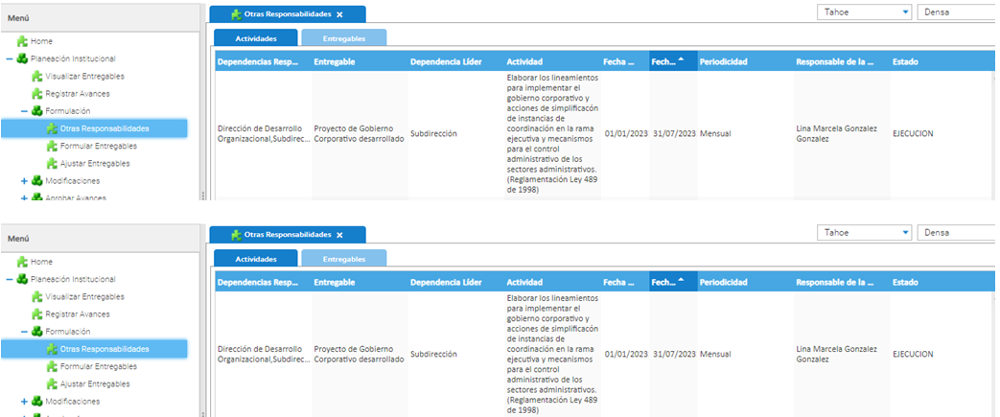 Menú
Home
Planeación Institucional
Visualizar Entregables
Registrar Avances
Formulación
Otras Responsabilidades
Formular Entregables
Ajustar Entregables
Modificaciones
Aprobar Avances
Otras Responsabilidades x
Tahoe
Densa
Actividades
Entregables
Dependencias Resp... Entregable Dependencia Líder Actividad Fecha ... Fech... Periodicidad Responsable de la ... Estado
Dirección de Desarrollo
Organizacional,Subdirec...
Proyecto de Gobierno
Corporativo desarrollado
Subdirección
Elaborar los lineamientos
para implementar el
gobierno corporativo y
acciones de simplificacón
de instancias de
coordinación en la rama
ejecutiva y mecanismos
para el control
administrativo de los
sectores administrativos.
(Reglamentación Ley 489
de 1998)
01/01/2023 31/07/2023 Mensual
Lina Marcela Gonzalez
Gonzalez
EJECUCION
Menú
Home
Planeación Institucional
Visualizar Entregables
Registrar Avances
Formulación
Otras Responsabilidades
Formular Entregables
Ajustar Entregables
Modificaciones
Otras Responsabilidades x
Tahoe
Densa
Actividades
Entregables
Dependencias Resp... Entregable Dependencia Líder Actividad Fecha ... Fech... Periodicidad Responsable de la ... Estado
Dirección de Desarrollo
Organizacional,Subdirec...
Proyecto de Gobierno
Corporativo desarrollado
Subdirección
Elaborar los lineamientos
para implementar el
gobierno corporativo y
acciones de simplificacón
de instancias de
coordinación en la rama
ejecutiva y mecanismos
para el control
administrativo de los
sectores administrativos.
(Reglamentación Ley 489
de 1998)
01/01/2023 31/07/2023 Mensual
Lina Marcela Gonzalez
Gonzalez
EJECUCION